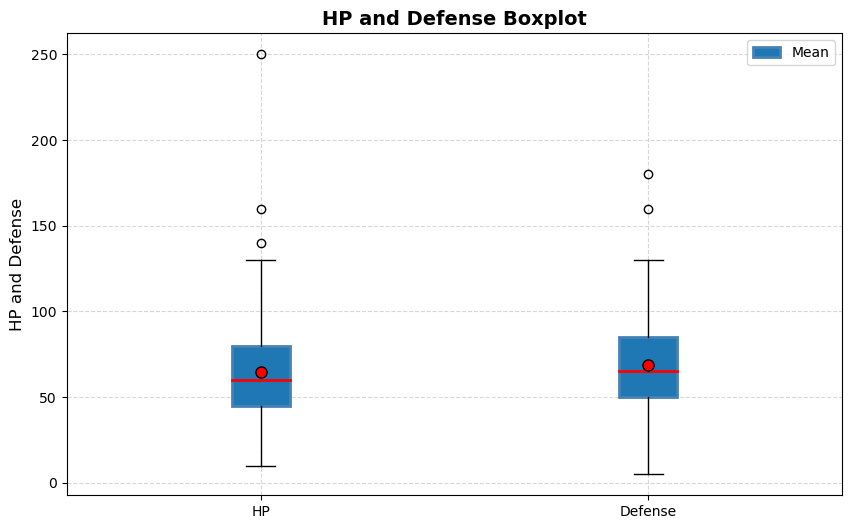 HP and Defense Boxplot
Mean
HP and Defense
250
200
150
100
50
0
HP
Defense